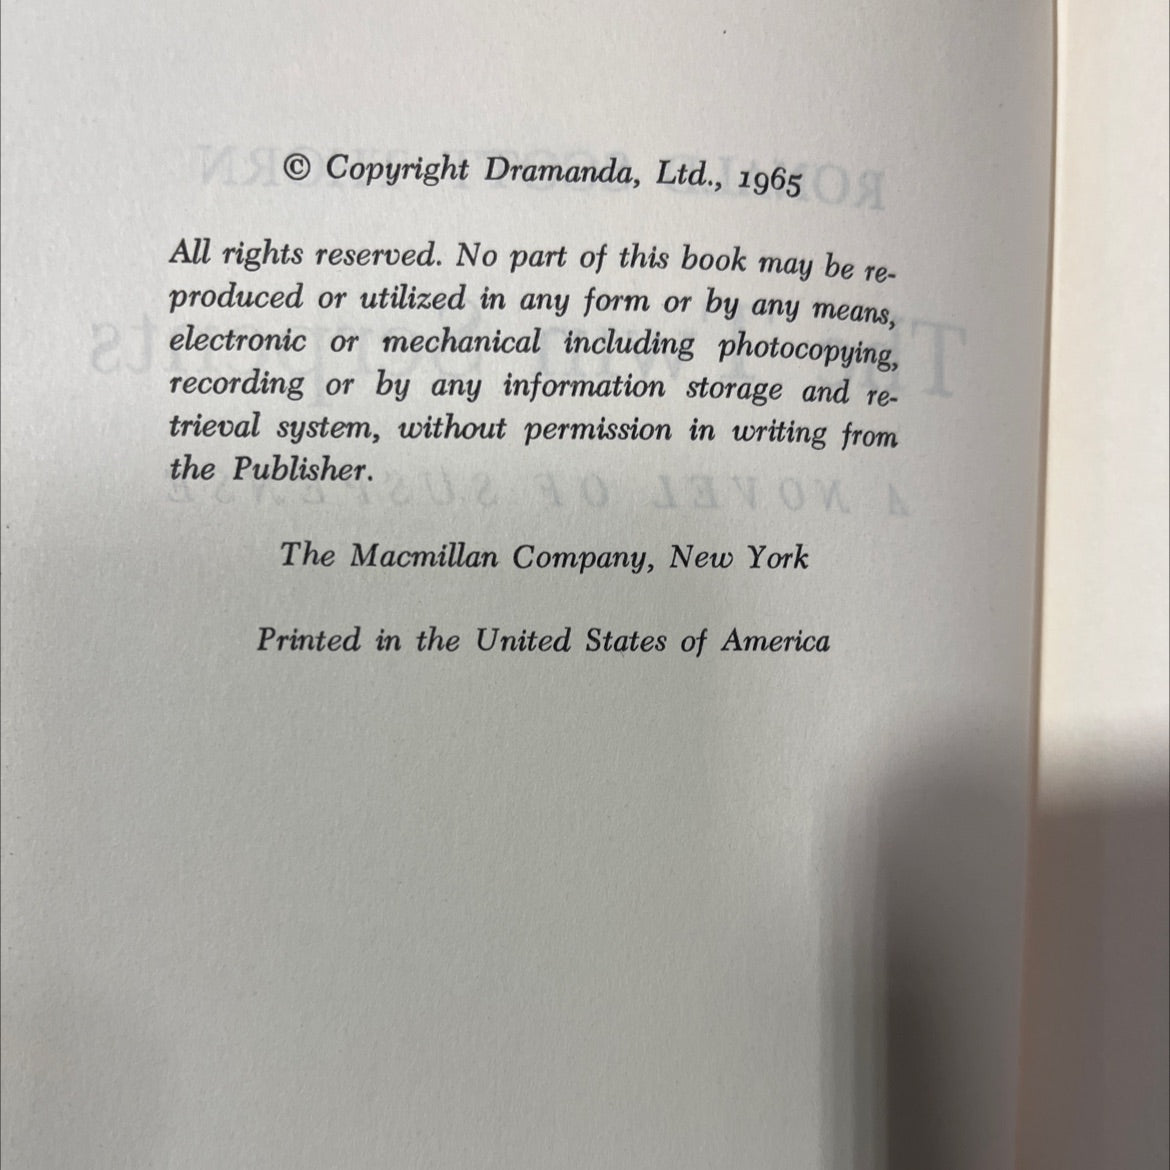 © Copyright Dramanda, Ltd., 1965
All rights reserved. No part of this book may be re-
produced or utilized in any form or by any means,
electronic or mechanical including photocopying,
recording or by any information storage and re-
trieval system, without permission in writing from
the Publisher.
A NOVEL OF SUSPENSE
The Macmillan Company, New York
Printed in the United States of America